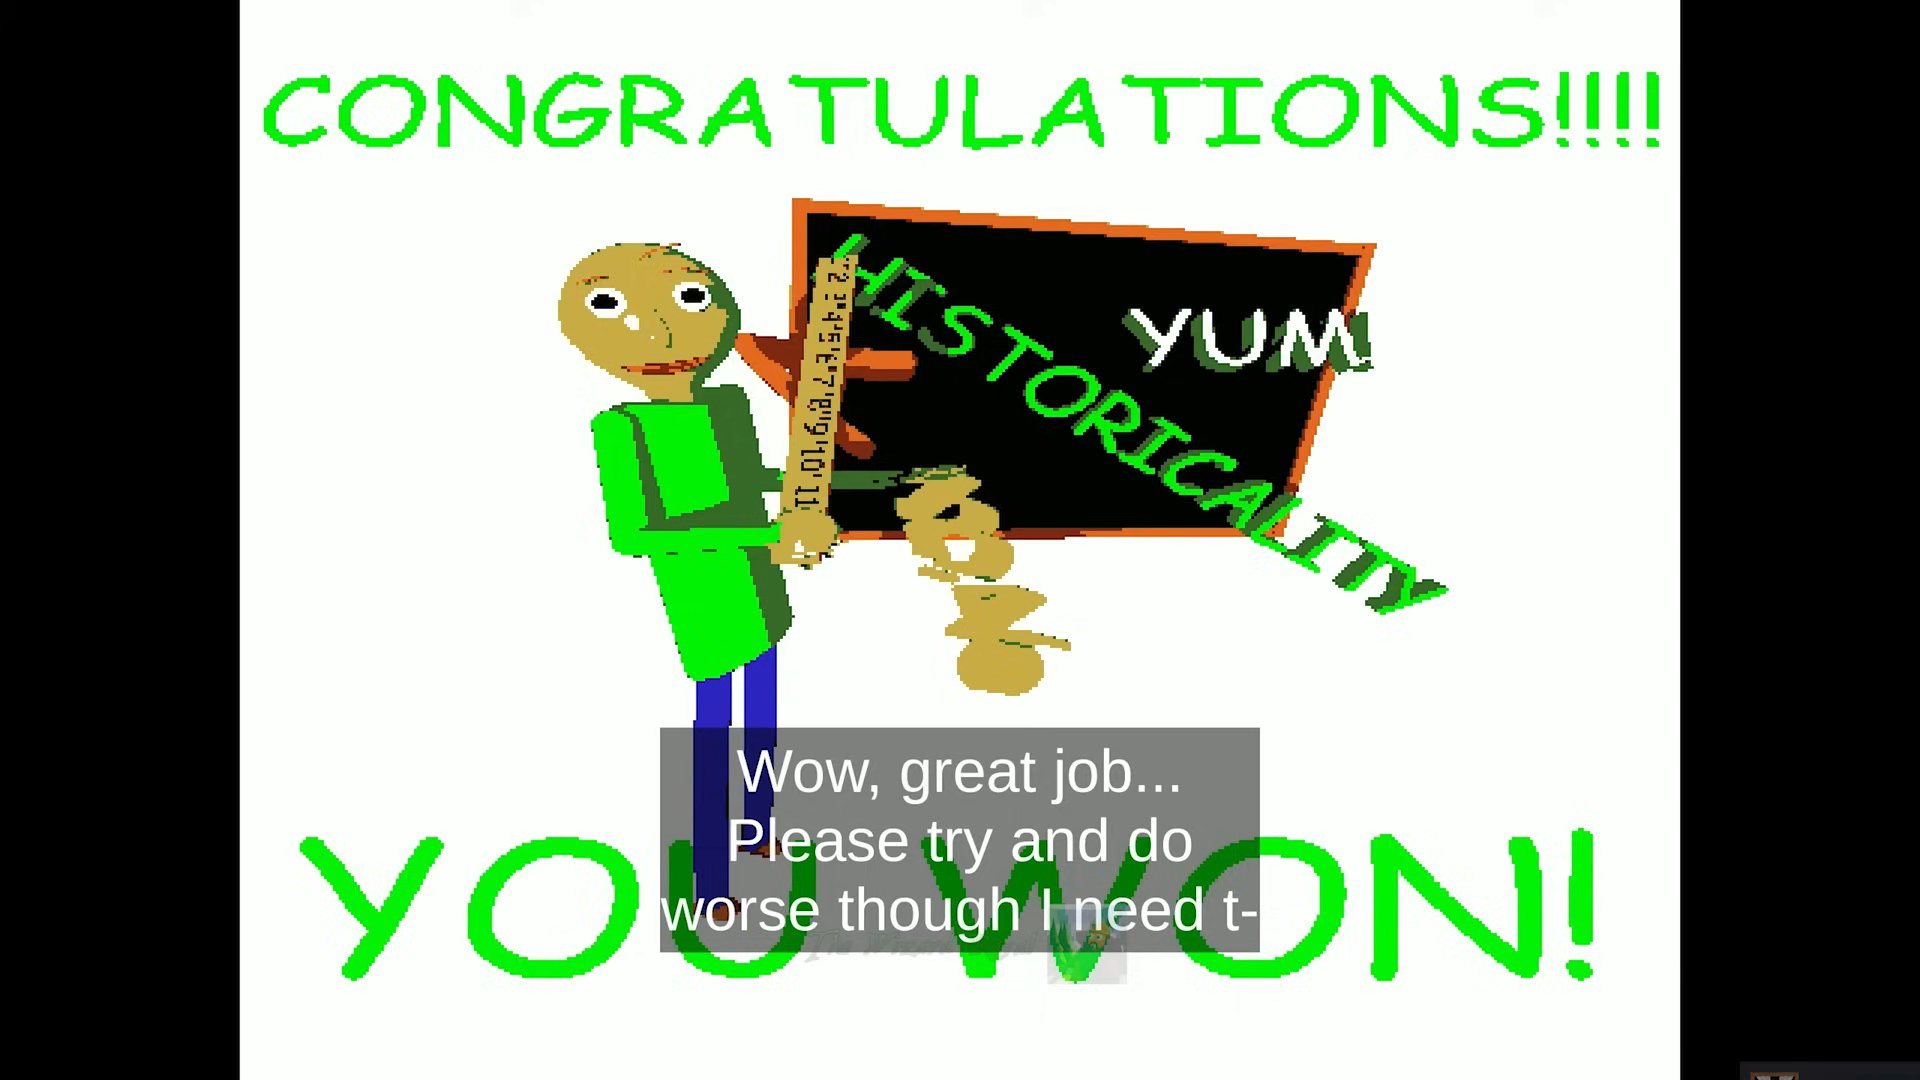 CONGRATULATIONS!!!!
HISTORICALITY
YUM!
Wow, great job...
Please try and do
worse though I need t-
YOU WON!